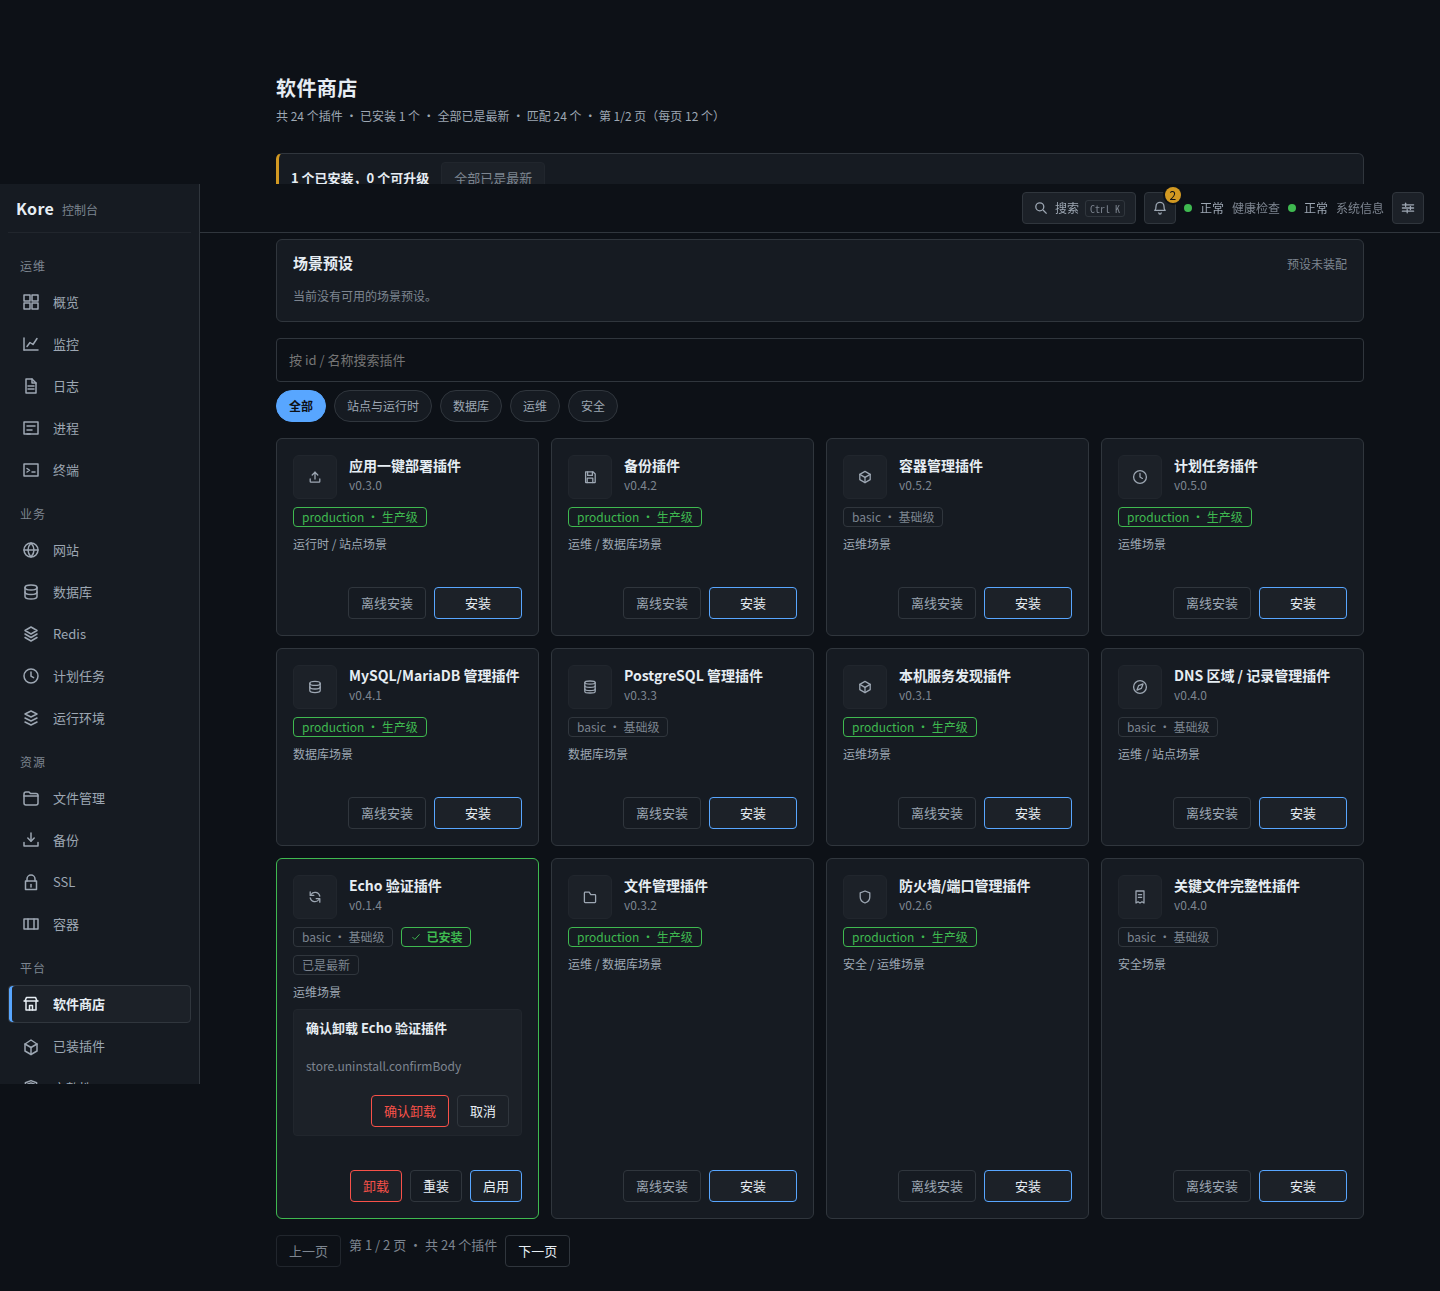 软件商店
共 24 个插件 · 已安装 1 个 · 全部已是最新 · 匹配 24 个 · 第 1/2 页（每页 12 个）
1 个已安装，0 个可升级 全部已是最新
Kore 控制台
搜索 Ctrl K 2 正常 健康检查 正常 系统信息
运维
概览
监控
日志
进程
终端
业务
网站
数据库
Redis
计划任务
运行环境
资源
文件管理
备份
SSL
容器
平台
软件商店
已装插件
场景预设 预设未装配
当前没有可用的场景预设。
按 id / 名称搜索插件
全部 站点与运行时 数据库 运维 安全
应用一键部署插件
v0.3.0
production · 生产级
运行时 / 站点场景
离线安装 安装
备份插件
v0.4.2
production · 生产级
运维 / 数据库场景
离线安装 安装
容器管理插件
v0.5.2
basic · 基础级
运维场景
离线安装 安装
计划任务插件
v0.5.0
production · 生产级
运维场景
离线安装 安装
MySQL/MariaDB 管理插件
v0.4.1
production · 生产级
数据库场景
离线安装 安装
PostgreSQL 管理插件
v0.3.3
basic · 基础级
数据库场景
离线安装 安装
本机服务发现插件
v0.3.1
production · 生产级
运维场景
离线安装 安装
DNS 区域 / 记录管理插件
v0.4.0
basic · 基础级
运维 / 站点场景
离线安装 安装
Echo 验证插件
v0.1.4
basic · 基础级 已安装
已是最新
运维场景
确认卸载 Echo 验证插件
store.uninstall.confirmBody
确认卸载 取消
卸载 重装 启用
文件管理插件
v0.3.2
production · 生产级
运维 / 数据库场景
离线安装 安装
防火墙/端口管理插件
v0.2.6
production · 生产级
安全 / 运维场景
离线安装 安装
关键文件完整性插件
v0.4.0
basic · 基础级
安全场景
离线安装 安装
上一页 第 1 / 2 页 · 共 24 个插件 下一页